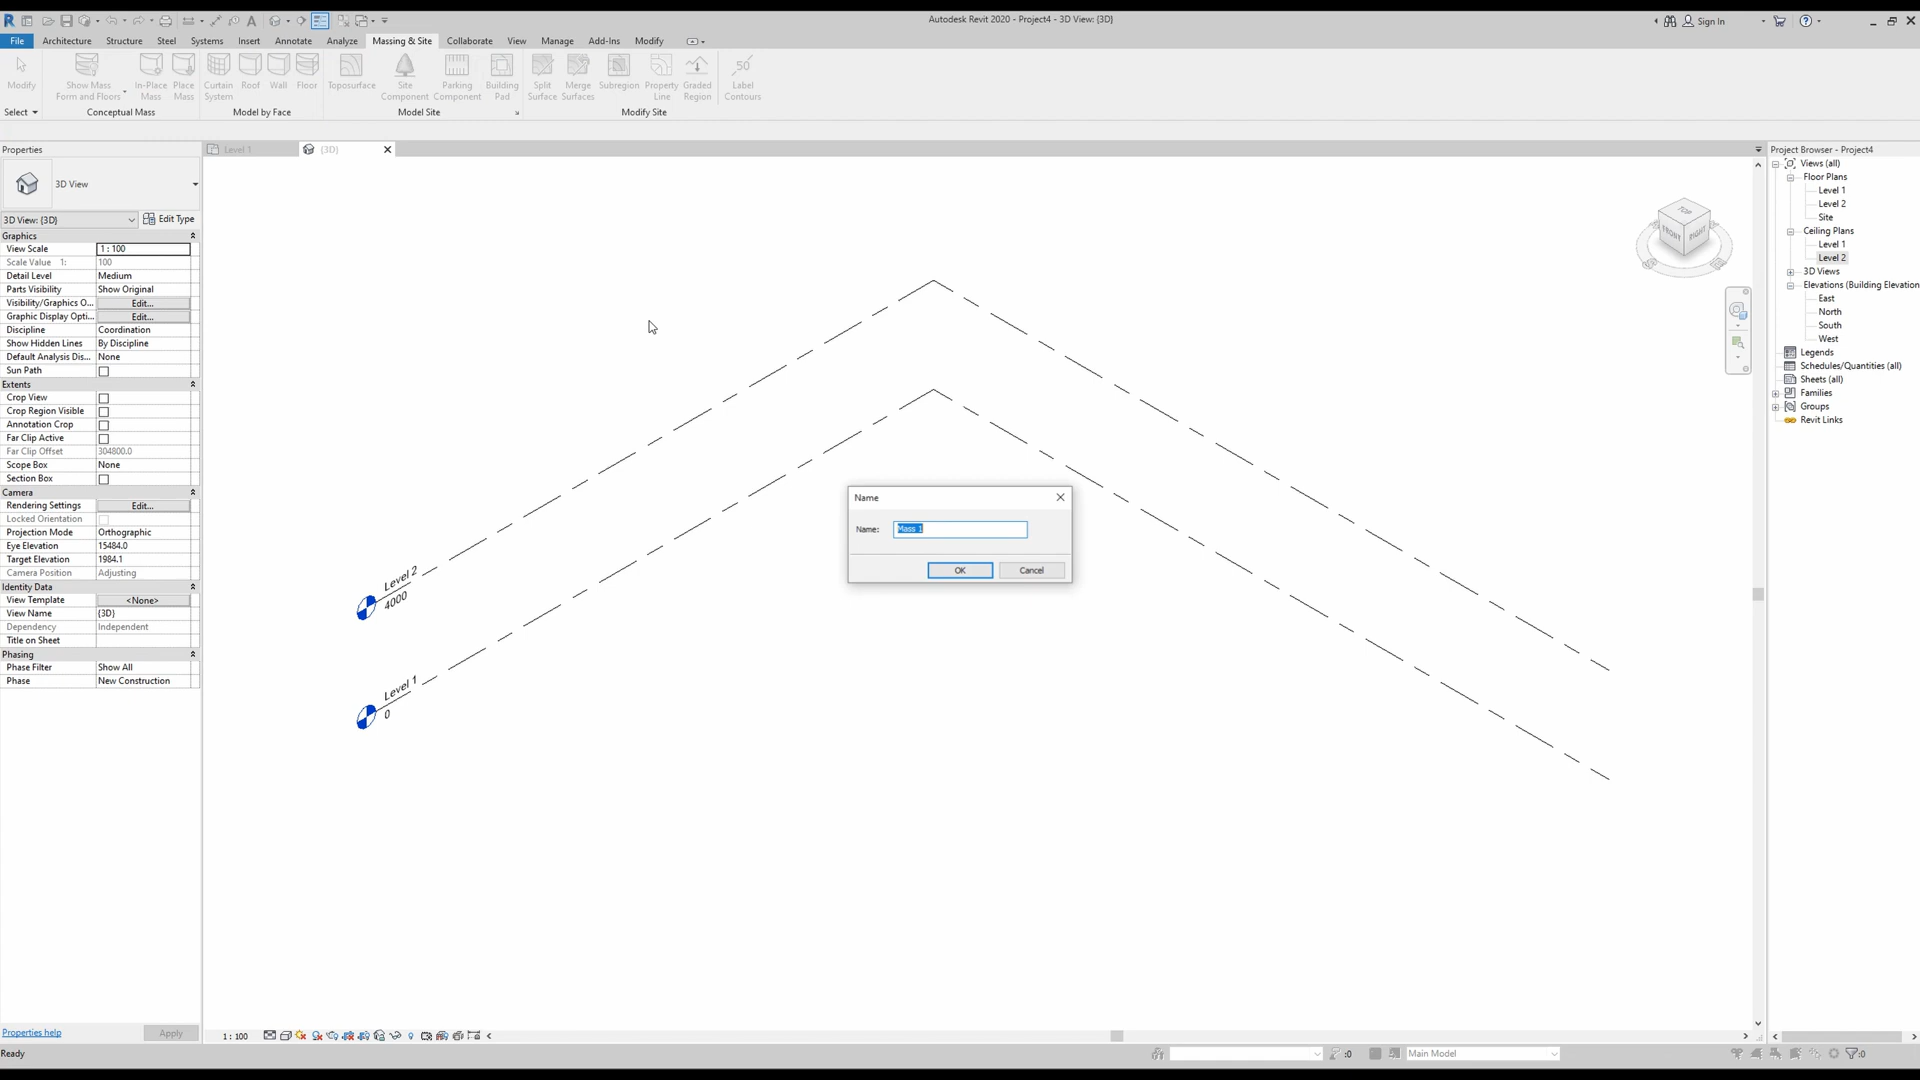 Autodesk Revit 2020 - Project4 - 3D View: {3D}
Sign In
File Architecture Structure Steel Systems Insert Annotate Analyze Massing & Site Collaborate View Manage Add-Ins Modify
Modify
Show Mass Form and Floors
In-Place Mass
Place Mass
Curtain System
Roof
Wall
Floor
Toposurface
Site Component
Parking Component
Building Pad
Split Surface
Merge Surfaces
Subregion
Property Line
Graded Region
50
Label Contours
Select
Conceptual Mass
Model by Face
Model Site
Modify Site
Properties
3D View
3D View: {3D}
Edit Type
Graphics
View Scale 1 : 100
Scale Value 1: 100
Detail Level Medium
Parts Visibility Show Original
Visibility/Graphics O... Edit...
Graphic Display Opti... Edit...
Discipline Coordination
Show Hidden Lines By Discipline
Default Analysis Dis... None
Sun Path
Extents
Crop View
Crop Region Visible
Annotation Crop
Far Clip Active
Far Clip Offset 304800.0
Scope Box None
Section Box
Camera
Rendering Settings Edit...
Locked Orientation
Projection Mode Orthographic
Eye Elevation 15484.0
Target Elevation 1984.1
Camera Position Adjusting
Identity Data
View Template <None>
View Name {3D}
Dependency Independent
Title on Sheet
Phasing
Phase Filter Show All
Phase New Construction
Properties help
Apply
Ready
Level 1
{3D}
TOP
FRONT
RIGHT
Level 2
4000
Level 1
0
Name
Name: Mass 1
OK
Cancel
Project Browser - Project4
Views (all)
Floor Plans
Level 1
Level 2
Site
Ceiling Plans
Level 1
Level 2
3D Views
Elevations (Building Elevation
East
North
South
West
Legends
Schedules/Quantities (all)
Sheets (all)
Families
Groups
Revit Links
1 : 100
:0
Main Model
:0